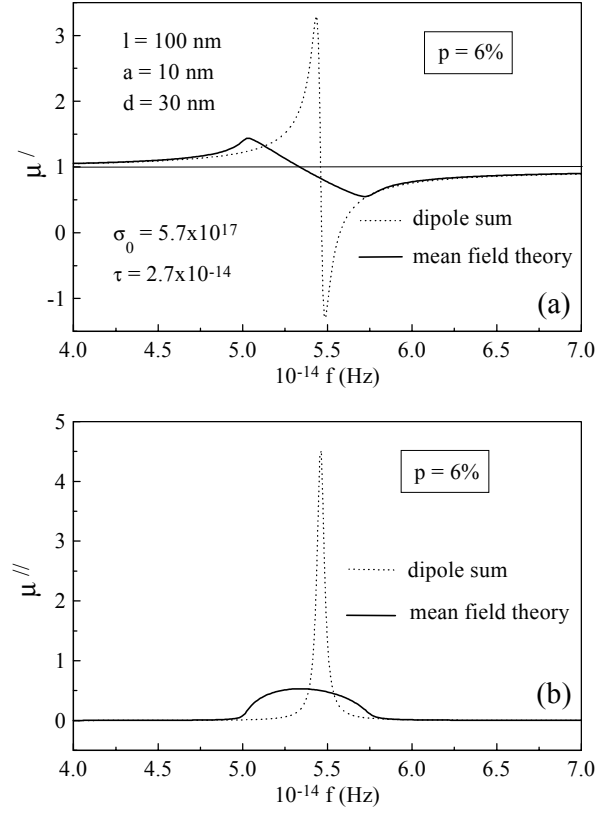 l = 100 nm
a = 10 nm
d = 30 nm
p = 6%
σ₀ = 5.7x10¹⁷
τ = 2.7x10⁻¹⁴
dipole sum
mean field theory
(a)
μ /
3
2
1
0
-1
4.0 4.5 5.0 5.5 6.0 6.5 7.0
10⁻¹⁴ f (Hz)
p = 6%
dipole sum
mean field theory
(b)
μ //
5
4
3
2
1
0
4.0 4.5 5.0 5.5 6.0 6.5 7.0
10⁻¹⁴ f (Hz)